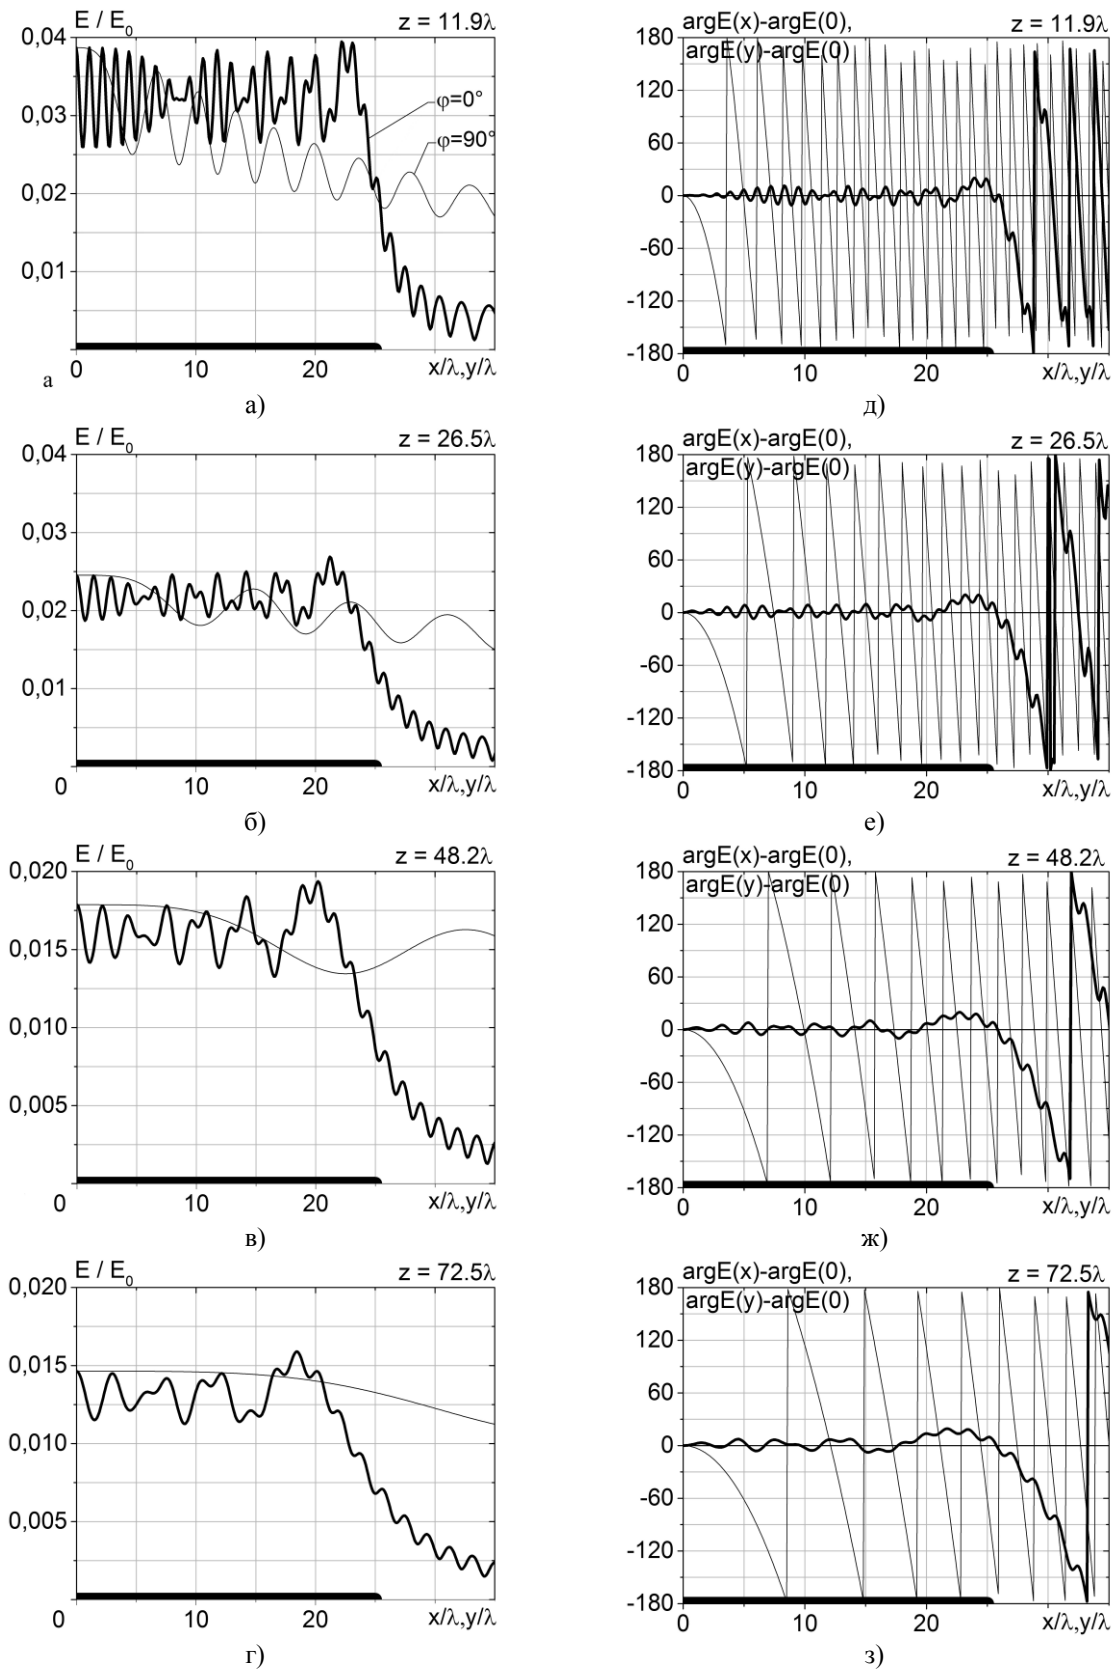 E / E₀ z = 11.9λ
0,04
0,03
0,02
0,01
φ=0°
φ=90°
0 10 20 x/λ,y/λ
а
а)
argE(x)-argE(0), z = 11.9λ
argE(y)-argE(0)
180
120
60
0
-60
-120
-180
0 10 20 x/λ,y/λ
д)
E / E₀ z = 26.5λ
0,04
0,03
0,02
0,01
0 10 20 x/λ,y/λ
б)
argE(x)-argE(0), z = 26.5λ
argE(y)-argE(0)
180
120
60
0
-60
-120
-180
0 10 20 x/λ,y/λ
е)
E / E₀ z = 48.2λ
0,020
0,015
0,010
0,005
0 10 20 x/λ,y/λ
в)
argE(x)-argE(0), z = 48.2λ
argE(y)-argE(0)
180
120
60
0
-60
-120
-180
0 10 20 x/λ,y/λ
ж)
E / E₀ z = 72.5λ
0,020
0,015
0,010
0,005
0 10 20 x/λ,y/λ
г)
argE(x)-argE(0), z = 72.5λ
argE(y)-argE(0)
180
120
60
0
-60
-120
-180
0 10 20 x/λ,y/λ
з)